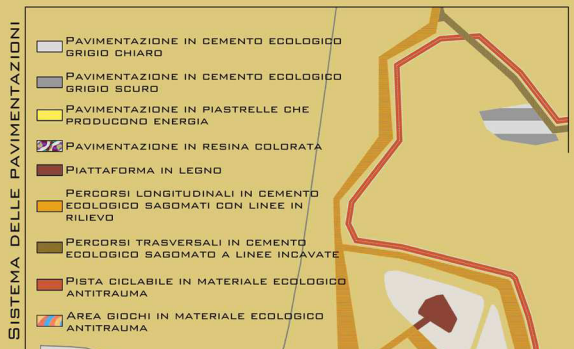 SISTEMA DELLE PAVIMENTAZIONI
PAVIMENTAZIONE IN CEMENTO ECOLOGICO
GRIGIO CHIARO
PAVIMENTAZIONE IN CEMENTO ECOLOGICO
GRIGIO SCURO
PAVIMENTAZIONE IN PIASTRELLE CHE
PRODUCONO ENERGIA
PAVIMENTAZIONE IN RESINA COLORATA
PIATTAFORMA IN LEGNO
PERCORSI LONGITUDINALI IN CEMENTO
ECOLOGICO SAGOMATI CON LINEE IN
RILIEVO
PERCORSI TRASVERSALI IN CEMENTO
ECOLOGICO SAGOMATO A LINEE INCAVATE
PISTA CICLABILE IN MATERIALE ECOLOGICO
ANTITRAUMA
AREA GIOCHI IN MATERIALE ECOLOGICO
ANTITRAUMA